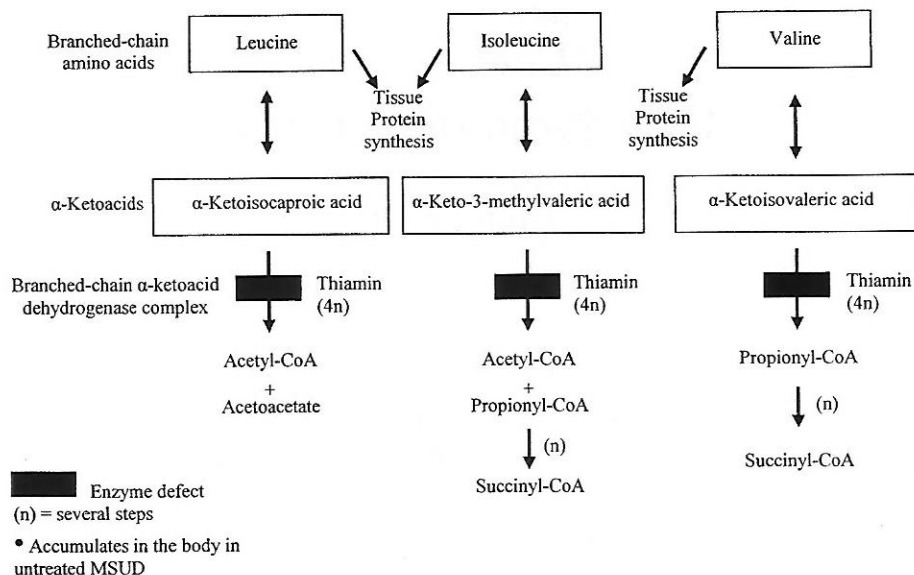 Branched-chain
amino acids
Leucine
Isoleucine
Valine
Tissue
Protein
synthesis
Tissue
Protein
synthesis
α-Ketoacids
α-Ketoisocaproic acid
α-Keto-3-methylvaleric acid
α-Ketoisovaleric acid
Branched-chain α-ketoacid
dehydrogenase complex
Thiamin
(4n)
Thiamin
(4n)
Thiamin
(4n)
Acetyl-CoA
+
Acetoacetate
Acetyl-CoA
+
Propionyl-CoA
(n)
Succinyl-CoA
Propionyl-CoA
(n)
Succinyl-CoA
Enzyme defect
(n) = several steps
• Accumulates in the body in
untreated MSUD